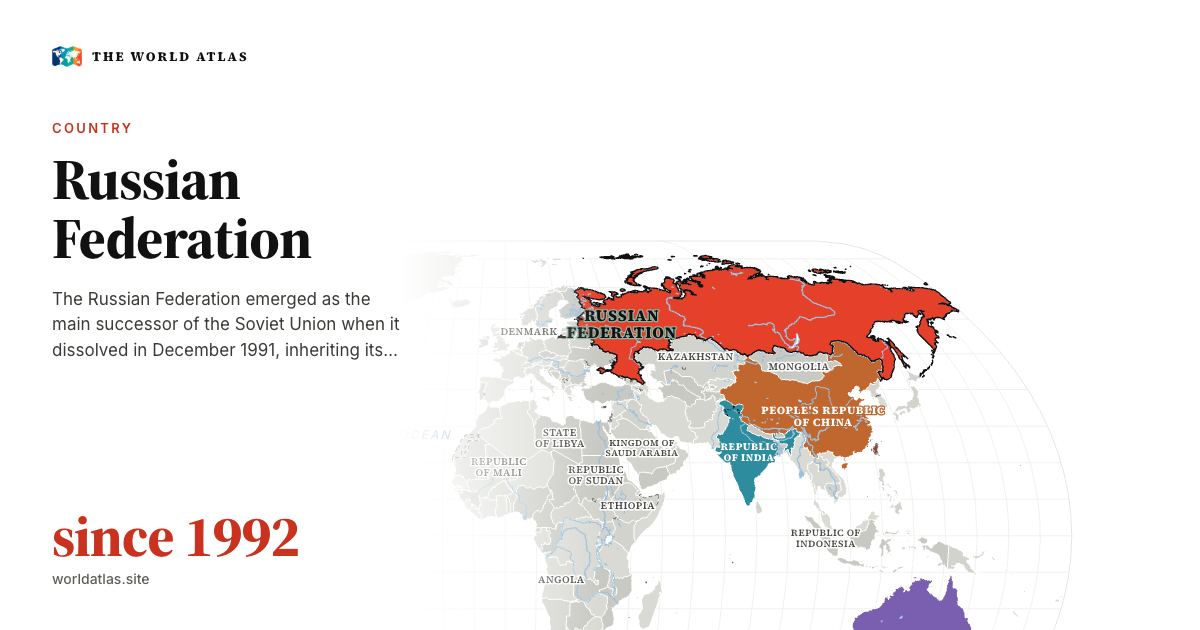 THE WORLD ATLAS
COUNTRY
Russian
Federation
The Russian Federation emerged as the
main successor of the Soviet Union when it
dissolved in December 1991, inheriting its...
since 1992
worldatlas.site
RUSSIAN
FEDERATION
DENMARK
KAZAKHSTAN
MONGOLIA
PEOPLE'S REPUBLIC
OF CHINA
OCEAN
STATE
OF LIBYA
KINGDOM OF
SAUDI ARABIA
REPUBLIC
OF INDIA
REPUBLIC
OF MALI
REPUBLIC
OF SUDAN
ETHIOPIA
REPUBLIC OF
INDONESIA
ANGOLA